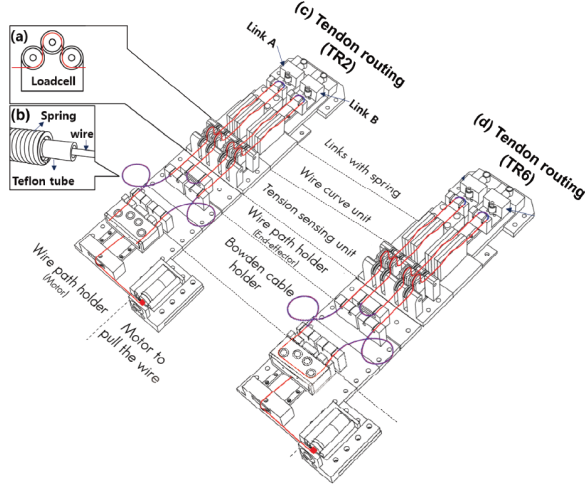 (a)
Loadcell
(b)
Spring
wire
Teflon tube
(c) Tendon routing
(TR2)
Link A
Link B
(d) Tendon routing
(TR6)
Links with spring
Wire curve unit
Tension sensing unit
Wire path holder
(End-effector)
Bowden cable
holder
Wire path holder
(Motor)
Motor to
pull the wire